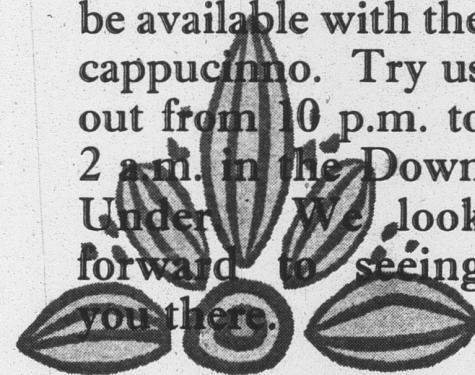 be available with the
cappucinno. Try us
out from 10 p.m. to
2 a.m. in the Down
Under We look
forward to seeing
you there.